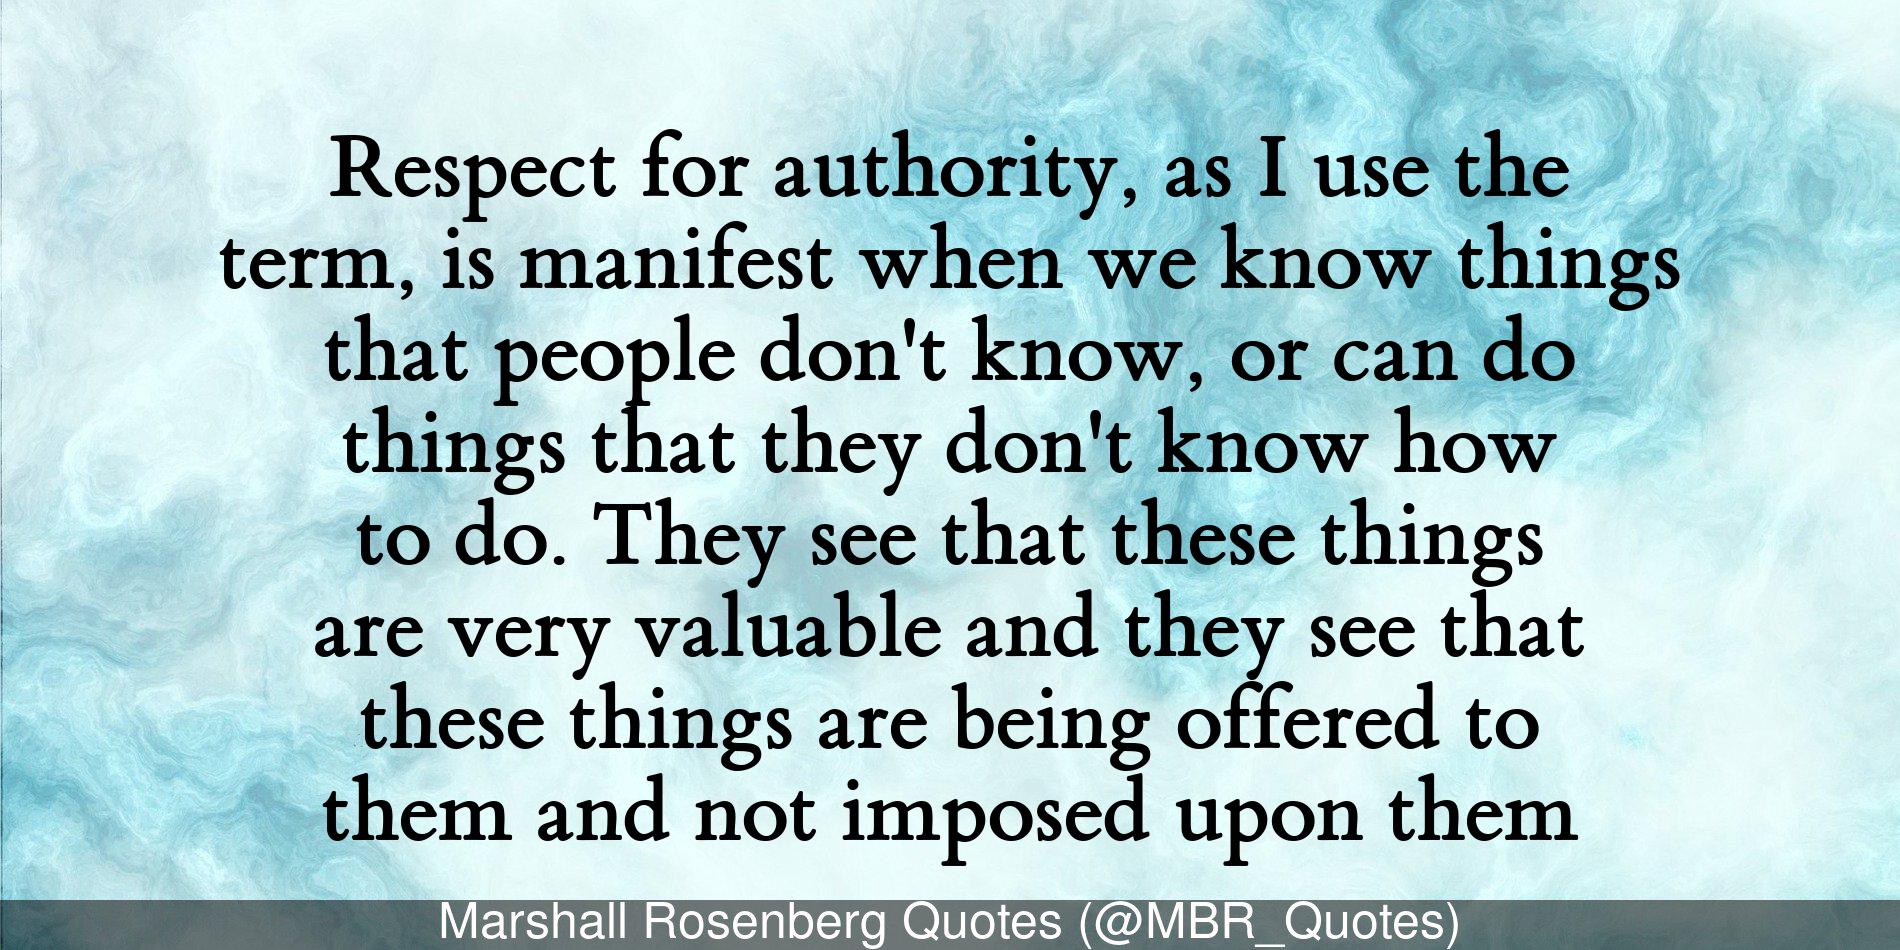 Respect for authority, as I use the
term, is manifest when we know things
that people don't know, or can do
things that they don't know how
to do. They see that these things
are very valuable and they see that
these things are being offered to
them and not imposed upon them
Marshall Rosenberg Quotes (@MBR_Quotes)